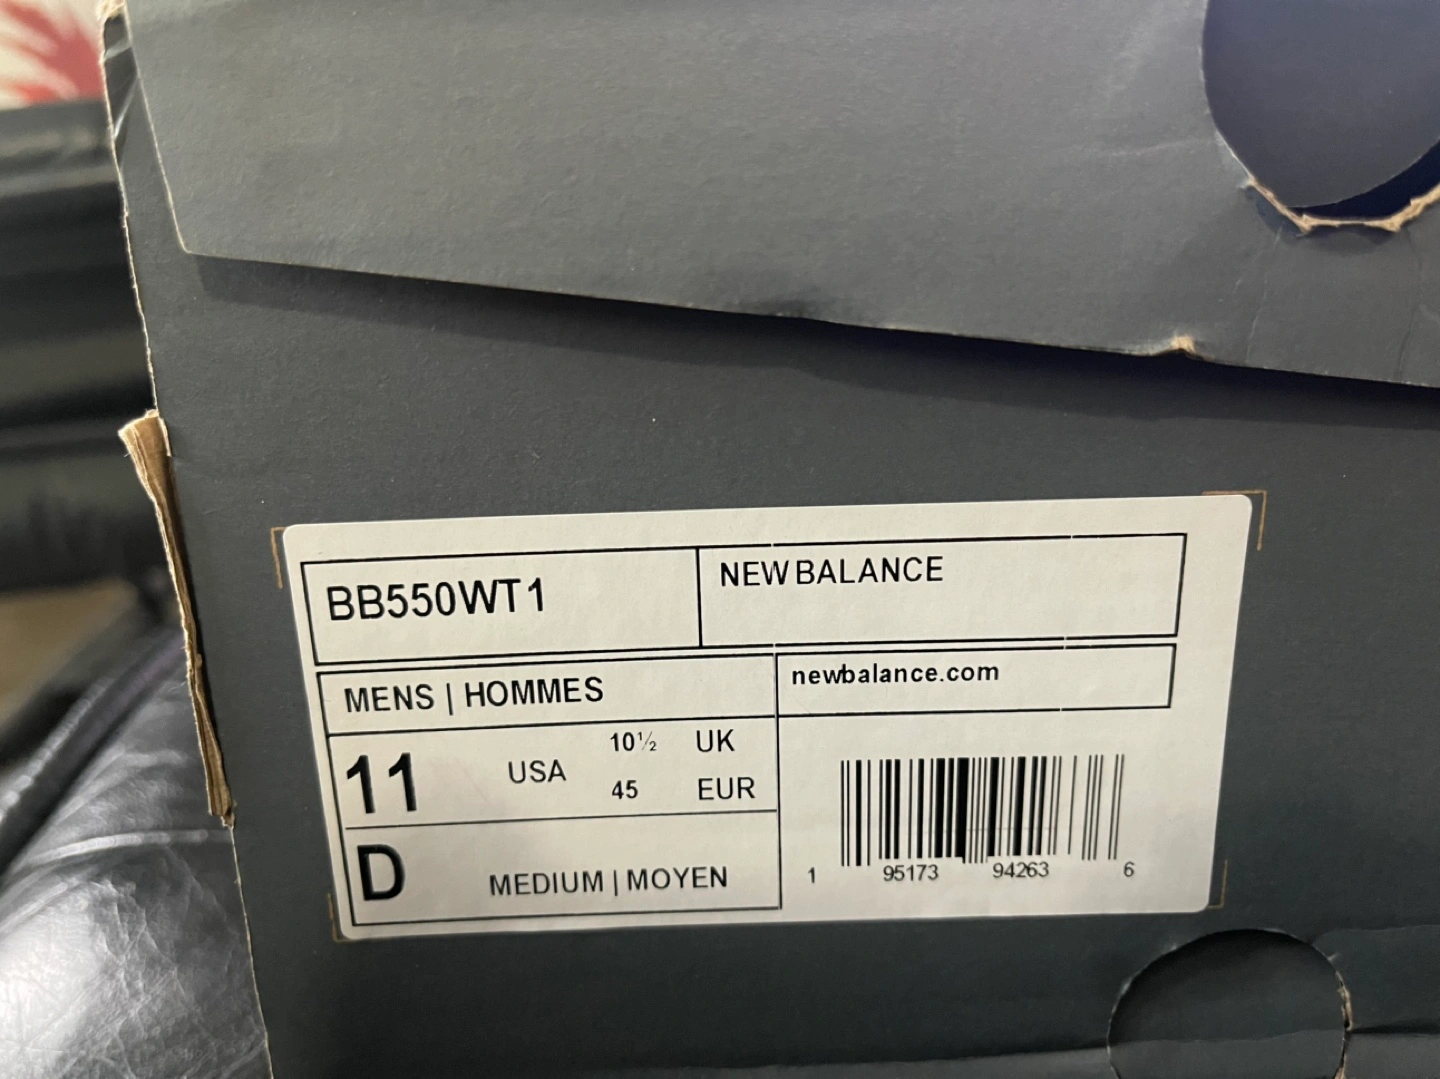 BB550WT1
NEW BALANCE
MENS | HOMMES
newbalance.com
11 USA
10½ UK
45 EUR
D MEDIUM | MOYEN
1 95173 94263 6